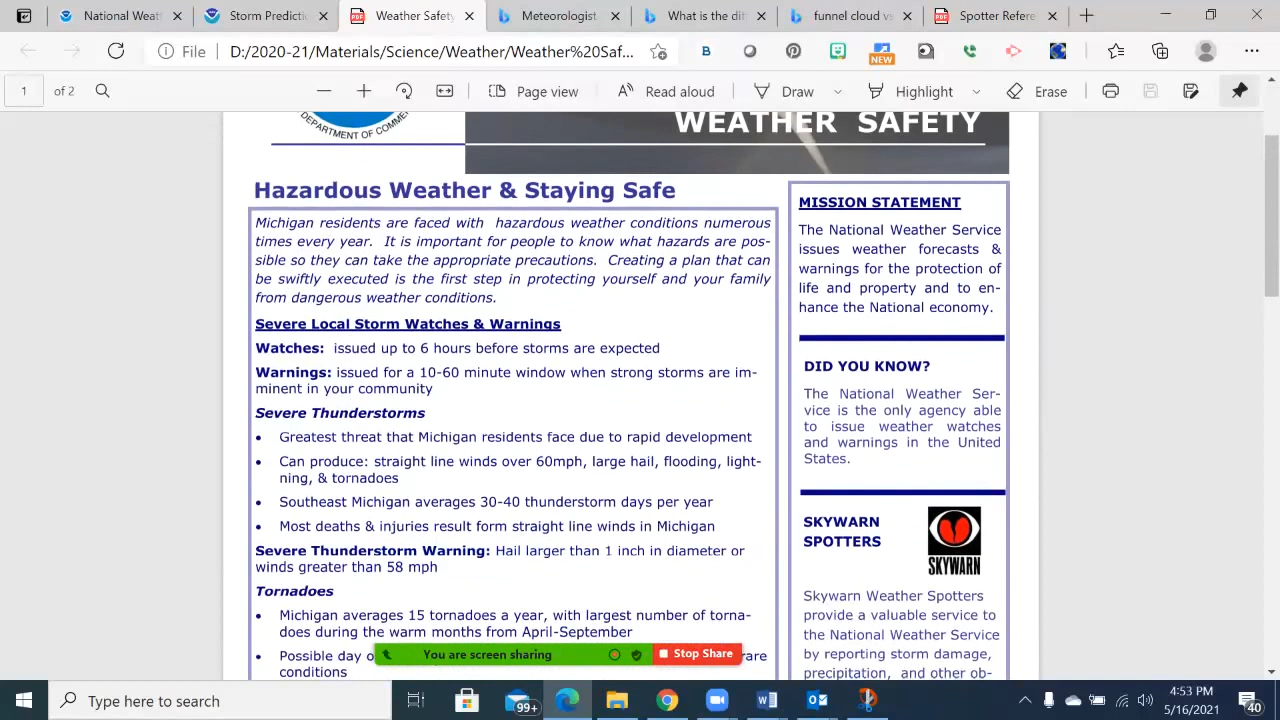 Weather
Storm Predic
Weather Safety
Meteorologist
What is the dif
funnel cloud vs
Spotter Refere
File
D:/2020-21/Materials/Science/Weather/Weather%20Saf...
NEW
1 of 2
Page view
Read aloud
Draw
Highlight
Erase
DEPARTMENT OF COMME
WEATHER SAFETY
Hazardous Weather & Staying Safe
Michigan residents are faced with hazardous weather conditions numerous
times every year. It is important for people to know what hazards are pos-
sible so they can take the appropriate precautions. Creating a plan that can
be swiftly executed is the first step in protecting yourself and your family
from dangerous weather conditions.
Severe Local Storm Watches & Warnings
Watches: issued up to 6 hours before storms are expected
Warnings: issued for a 10-60 minute window when strong storms are im-
minent in your community
Severe Thunderstorms
• Greatest threat that Michigan residents face due to rapid development
• Can produce: straight line winds over 60mph, large hail, flooding, light-
ning, & tornadoes
• Southeast Michigan averages 30-40 thunderstorm days per year
• Most deaths & injuries result form straight line winds in Michigan
Severe Thunderstorm Warning: Hail larger than 1 inch in diameter or
winds greater than 58 mph
Tornadoes
• Michigan averages 15 tornadoes a year, with largest number of torna-
does during the warm months from April-September
• Possible day o
rare
conditions
MISSION STATEMENT
The National Weather Service
issues weather forecasts &
warnings for the protection of
life and property and to en-
hance the National economy.
DID YOU KNOW?
The National Weather Ser-
vice is the only agency able
to issue weather watches
and warnings in the United
States.
SKYWARN
SPOTTERS
SKYWARN
Skywarn Weather Spotters
provide a valuable service to
the National Weather Service
by reporting storm damage,
precipitation, and other ob-
You are screen sharing
Stop Share
Type here to search
99+
4:53 PM
5/16/2021
40